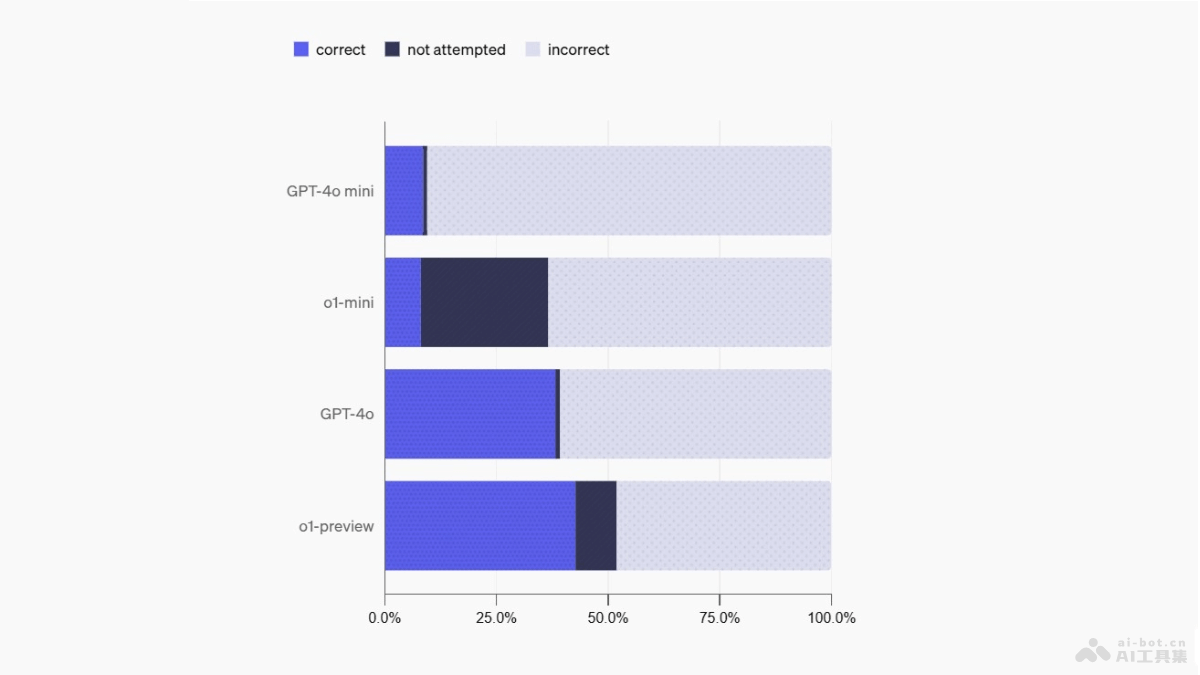 correct not attempted incorrect
GPT-4o mini
o1-mini
GPT-4o
o1-preview
0.0% 25.0% 50.0% 75.0% 100.0%
ai-bot.cn
AI工具集